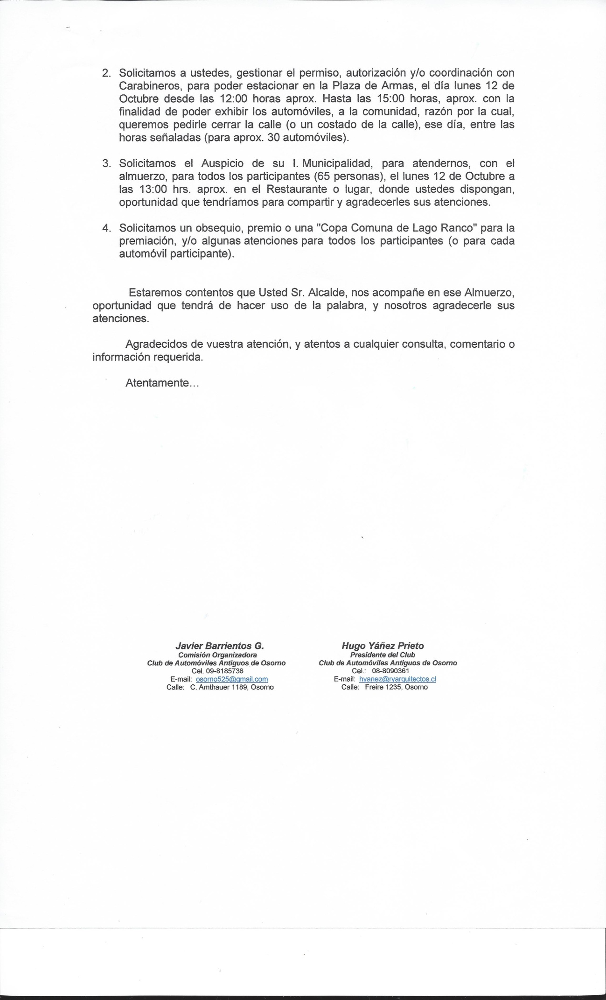 2. Solicitamos a ustedes, gestionar el permiso, autorización y/o coordinación con
Carabineros, para poder estacionar en la Plaza de Armas, el día lunes 12 de
Octubre desde las 12:00 horas aprox. Hasta las 15:00 horas, aprox. con la
finalidad de poder exhibir los automóviles, a la comunidad, razón por la cual,
queremos pedirle cerrar la calle (o un costado de la calle), ese día, entre las
horas señaladas (para aprox. 30 automóviles).
3. Solicitamos el Auspicio de su I. Municipalidad, para atendernos, con el
almuerzo, para todos los participantes (65 personas), el lunes 12 de Octubre a
las 13:00 hrs. aprox. en el Restaurante o lugar, donde ustedes dispongan,
oportunidad que tendríamos para compartir y agradecerles sus atenciones.
4. Solicitamos un obsequio, premio o una "Copa Comuna de Lago Ranco" para la
premiación, y/o algunas atenciones para todos los participantes (o para cada
automóvil participante).
Estaremos contentos que Usted Sr. Alcalde, nos acompañe en ese Almuerzo,
oportunidad que tendrá de hacer uso de la palabra, y nosotros agradecerle sus
atenciones.
Agradecidos de vuestra atención, y atentos a cualquier consulta, comentario o
información requerida.
Atentamente...
Javier Barrientos G.
Comisión Organizadora
Club de Automóviles Antiguos de Osorno
Cel. 09-8185736
E-mail: osorno525@gmail.com
Calle: C. Amthauer 1189, Osorno
Hugo Yáñez Prieto
Presidente del Club
Club de Automóviles Antiguos de Osorno
Cel.: 08-8090361
E-mail: hyanez@ryarquitectos.cl
Calle: Freire 1235, Osorno